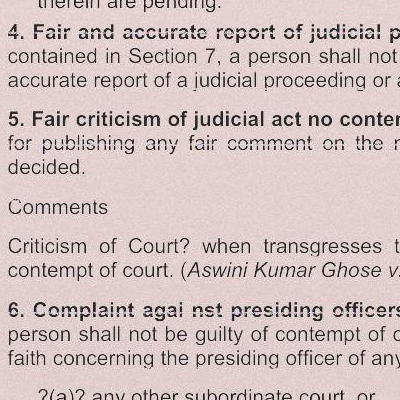 therein are pending.
4. Fair and accurate report of judicial
contained in Section 7, a person shall not
accurate report of a judicial proceeding or
5. Fair criticism of judicial act no
for publishing any fair comment on the
decided.
Comments
Criticism of Court? when transgresses
contempt of court. (Aswini Kumar Ghose v.
6. Complaint agai nst presiding officers
person shall not be guilty of contempt of
faith concerning the presiding officer of any
?(a)? any other subordinate court, or